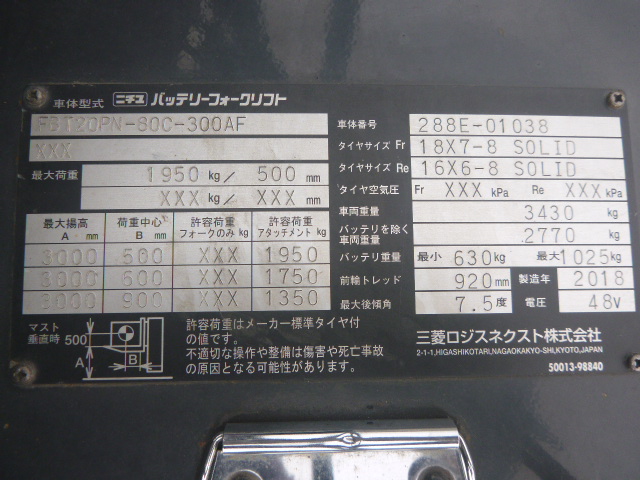 車体型式 ニチユ バッテリーフォークリフト
FBT20PN-60C-300AF
XXX
最大荷重 1950 kg/ 500 mm
XXX kg/ XXX mm
最大揚高 A mm 荷重中心 B mm 許容荷重 フォークのみ kg 許容荷重 アタッチメント kg
3000 500 XXX 1950
3000 600 XXX 1750
3000 900 XXX 1350
マスト垂直時 500 A B
許容荷重はメーカー標準タイヤ付
の値です。
不適切な操作や整備は傷害や死亡事故
の原因となる可能性があります。
車体番号 288E-01038
タイヤサイズ Fr 18X7-8 SOLID
タイヤサイズ Re 16X6-8 SOLID
タイヤ空気圧 Fr XXX kPa Re XXX kPa
車両重量 3430 kg
バッテリを除く車両重量 2770 kg
バッテリ重量 最小 630 kg 最大 1025 kg
前輪トレッド 920 mm 製造年 2018
最大後傾角 7.5 度 電圧 48V
三菱ロジスネクスト株式会社
2-1-1,HIGASHIKOTARI,NAGAOKAKYO-SHI,KYOTO,JAPAN
50013-98840